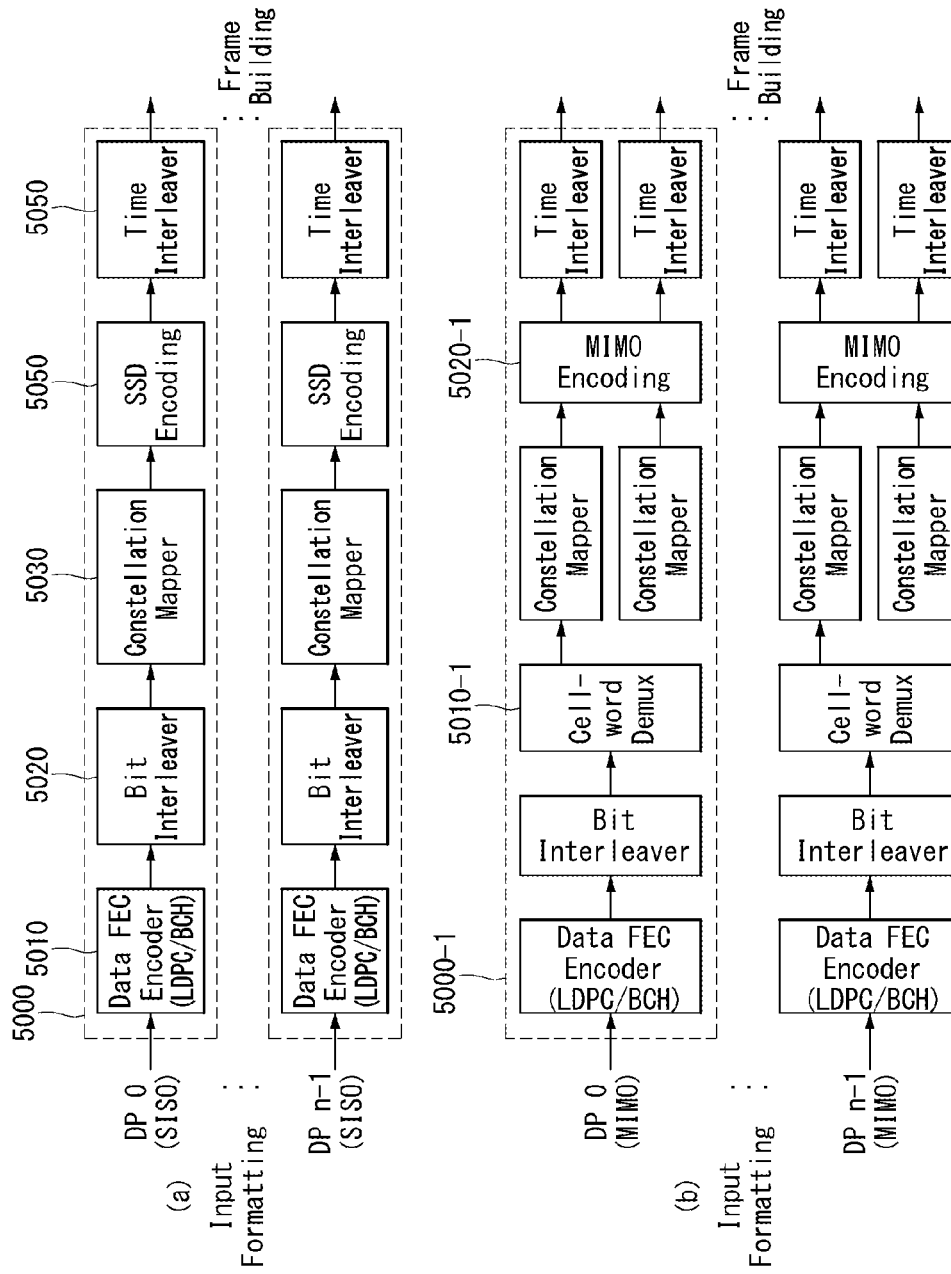 (a)
Input
Formatting
DP 0
(SISO)
5000
5010
Data FEC
Encoder
(LDPC/BCH)
5020
Bit
Interleaver
5030
Constellation
Mapper
5050
SSD
Encoding
5050
Time
Interleaver
DP n-1
(SISO)
Data FEC
Encoder
(LDPC/BCH)
Bit
Interleaver
Constellation
Mapper
SSD
Encoding
Time
Interleaver
Frame
Building
(b)
Input
Formatting
DP 0
(MIMO)
5000-1
Data FEC
Encoder
(LDPC/BCH)
Bit
Interleaver
5010-1
Cell-
word
Demux
Constellation
Mapper
Constellation
Mapper
5020-1
MIMO
Encoding
Time
Interleaver
Time
Interleaver
DP n-1
(MIMO)
Data FEC
Encoder
(LDPC/BCH)
Bit
Interleaver
Cell-
word
Demux
Constellation
Mapper
Constellation
Mapper
MIMO
Encoding
Time
Interleaver
Time
Interleaver
Frame
Building